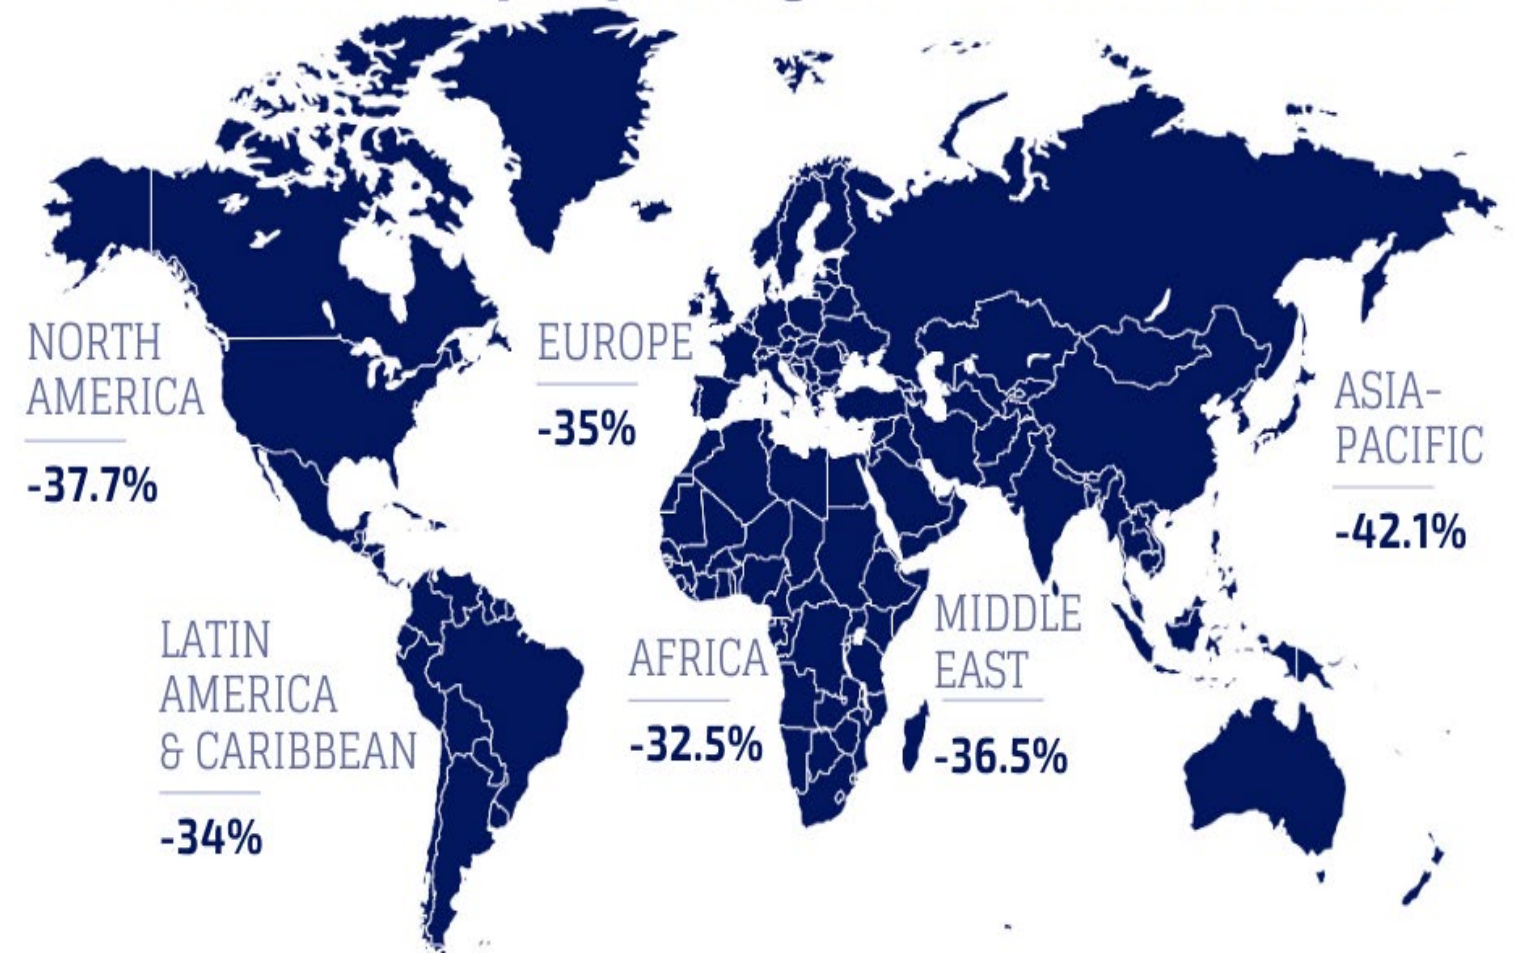 NORTH
AMERICA
-37.7%
EUROPE
-35%
ASIA-
PACIFIC
-42.1%
LATIN
AMERICA
& CARIBBEAN
-34%
AFRICA
-32.5%
MIDDLE
EAST
-36.5%